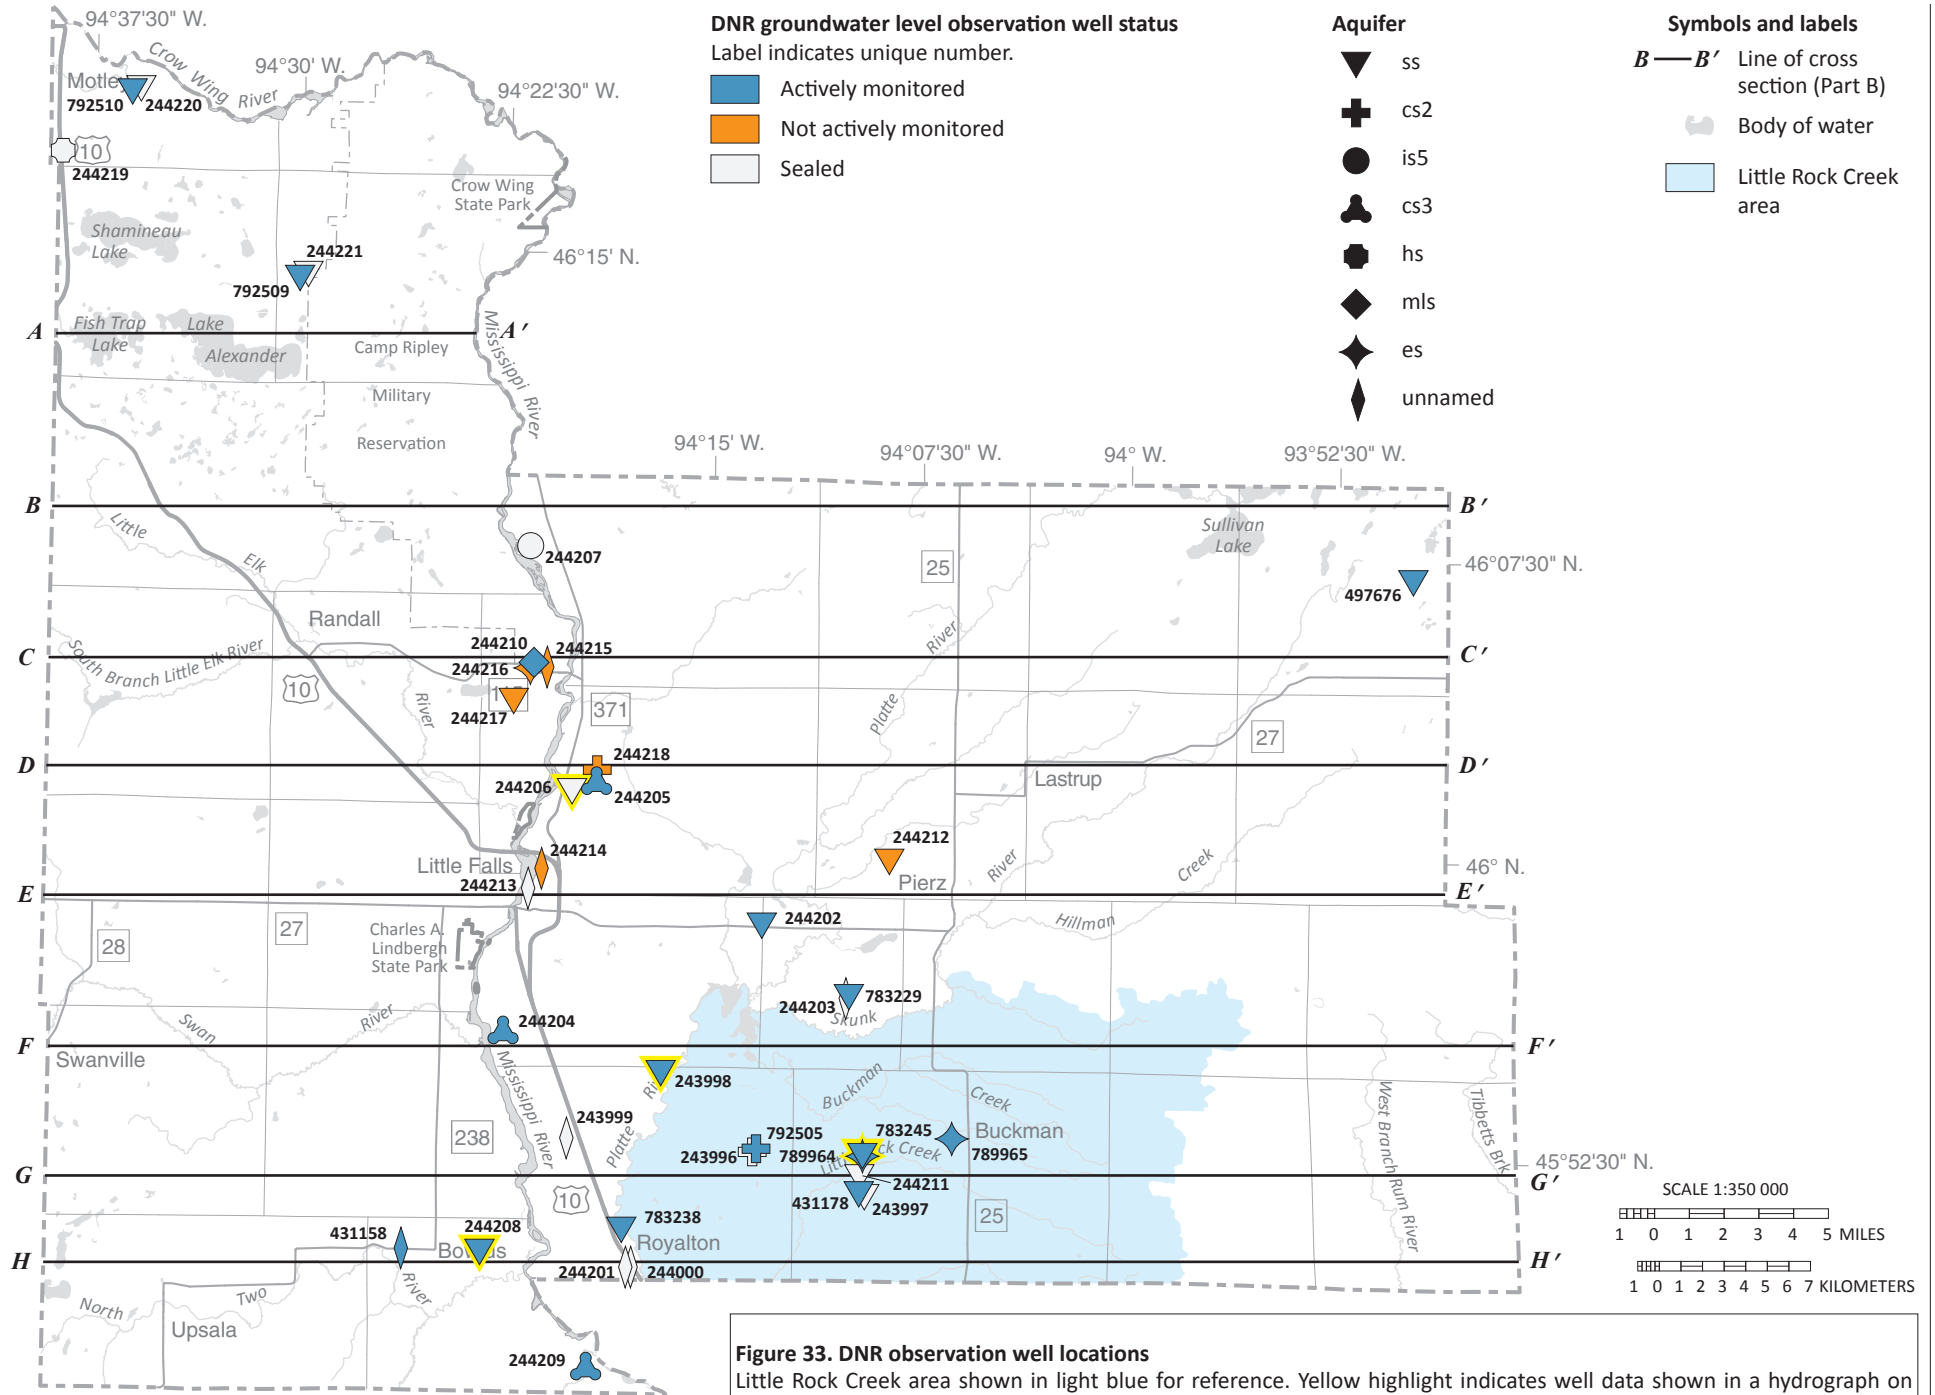 DNR groundwater level observation well status
Label indicates unique number.
Actively monitored
Not actively monitored
Sealed
Aquifer
ss
cs2
is5
cs3
hs
mls
es
unnamed
Symbols and labels
B B′ Line of cross
section (Part B)
Body of water
Little Rock Creek
area
94°37'30" W.
94°30' W.
94°22'30" W.
46°15' N.
Crow Wing
River
Motley
792510
244220
10
244219
Crow Wing
State Park
Shamineau
Lake
244221
792509
A
A′
Fish Trap
Lake
Lake
Alexander
Camp Ripley
Military
Reservation
Mississippi River
94°15' W.
94°07'30" W.
94° W.
93°52'30" W.
B
B′
Little
Elk
River
244207
25
Sullivan
Lake
46°07'30" N.
497676
Randall
South Branch Little Elk River
10
C
C′
244210
244215
244216
244217
371
Platte
River
27
D
D′
244218
244206
244205
Lastrup
244212
Pierz
River
Creek
Hillman
46° N.
Little Falls
244214
244213
E
E′
28
27
Charles A.
Lindbergh
State Park
244202
244203
783229
Skunk
Swan
River
244204
F
F′
Swanville
Mississippi River
243998
Buckman
Creek
243999
238
Platte
792505
243996
789964
783245
Buckman
789965
244211
431178
243997
West Branch Rum River
Tibbetts Brk
45°52'30" N.
G
G′
10
25
783238
Royalton
431158
244208
H
H′
244201
244000
North
Two
River
Upsala
244209
SCALE 1:350 000
1 0 1 2 3 4 5 MILES
1 0 1 2 3 4 5 6 7 KILOMETERS
Figure 33. DNR observation well locations
Little Rock Creek area shown in light blue for reference. Yellow highlight indicates well data shown in a hydrograph on